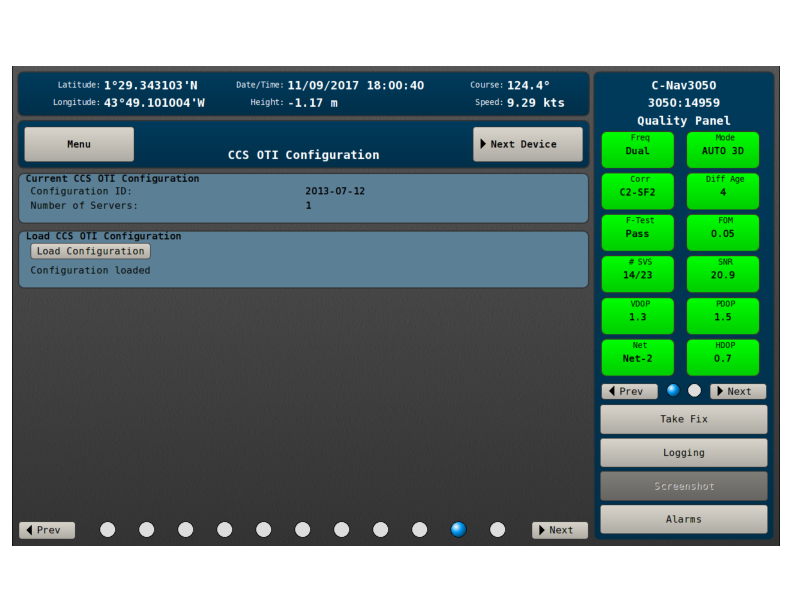 Latitude: 1°29.343103'N Date/Time: 11/09/2017 18:00:40 Course: 124.4°
Longitude: 43°49.101004'W Height: -1.17 m Speed: 9.29 kts
Menu
CCS OTI Configuration
Next Device
Current CCS OTI Configuration
Configuration ID: 2013-07-12
Number of Servers: 1
Load CCS OTI Configuration
Load Configuration
Configuration loaded
Prev
Next
C-Nav3050
3050:14959
Quality Panel
Freq Mode
Dual AUTO 3D
Corr Diff Age
C2-SF2 4
F-Test FOM
Pass 0.05
# SVS SNR
14/23 20.9
VDOP PDOP
1.3 1.5
Net HDOP
Net-2 0.7
Prev Next
Take Fix
Logging
Screenshot
Alarms